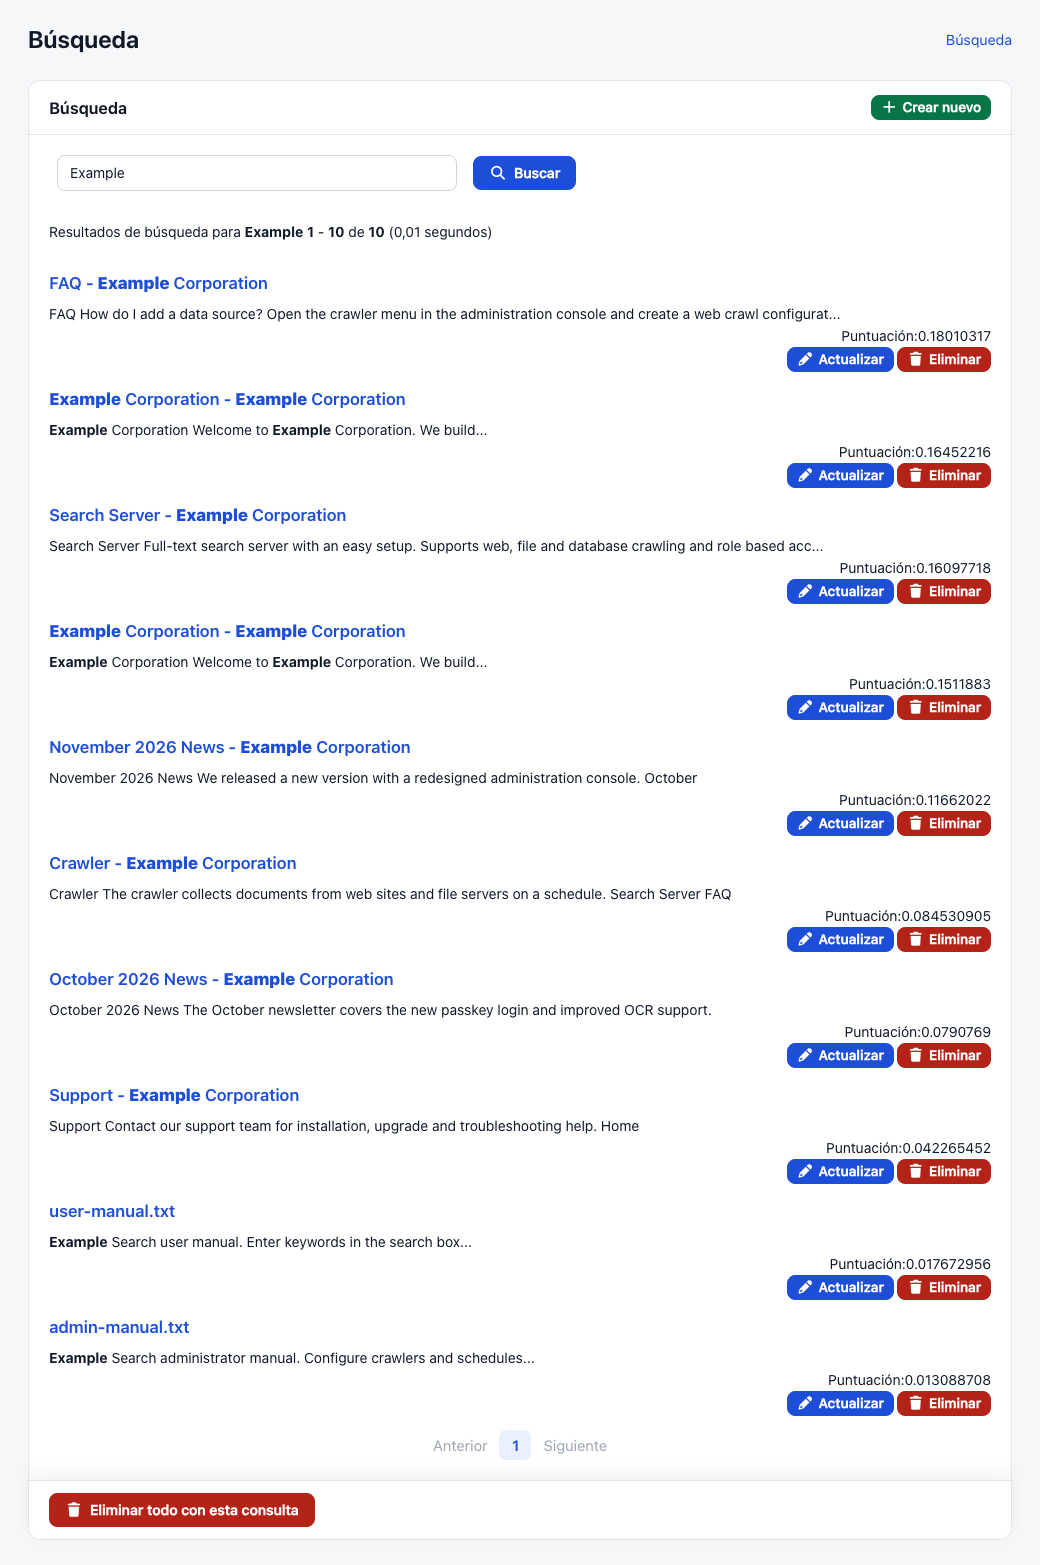 Búsqueda
Búsqueda
Búsqueda
Crear nuevo
Example
Buscar
Resultados de búsqueda para Example 1 - 10 de 10 (0,01 segundos)
FAQ - Example Corporation
FAQ How do I add a data source? Open the crawler menu in the administration console and create a web crawl configurat...
Puntuación:0.18010317
Actualizar Eliminar
Example Corporation - Example Corporation
Example Corporation Welcome to Example Corporation. We build...
Puntuación:0.16452216
Actualizar Eliminar
Search Server - Example Corporation
Search Server Full-text search server with an easy setup. Supports web, file and database crawling and role based acc...
Puntuación:0.16097718
Actualizar Eliminar
Example Corporation - Example Corporation
Example Corporation Welcome to Example Corporation. We build...
Puntuación:0.1511883
Actualizar Eliminar
November 2026 News - Example Corporation
November 2026 News We released a new version with a redesigned administration console. October
Puntuación:0.11662022
Actualizar Eliminar
Crawler - Example Corporation
Crawler The crawler collects documents from web sites and file servers on a schedule. Search Server FAQ
Puntuación:0.084530905
Actualizar Eliminar
October 2026 News - Example Corporation
October 2026 News The October newsletter covers the new passkey login and improved OCR support.
Puntuación:0.0790769
Actualizar Eliminar
Support - Example Corporation
Support Contact our support team for installation, upgrade and troubleshooting help. Home
Puntuación:0.042265452
Actualizar Eliminar
user-manual.txt
Example Search user manual. Enter keywords in the search box...
Puntuación:0.017672956
Actualizar Eliminar
admin-manual.txt
Example Search administrator manual. Configure crawlers and schedules...
Puntuación:0.013088708
Actualizar Eliminar
Anterior 1 Siguiente
Eliminar todo con esta consulta